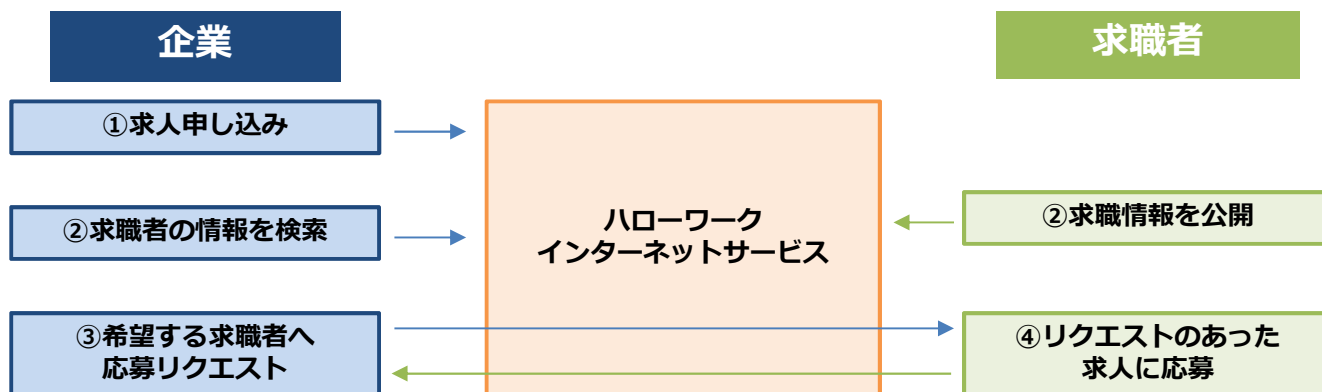 企業
求職者
①求人申し込み
②求職者の情報を検索
ハローワーク
インターネットサービス
②求職情報を公開
③希望する求職者へ
応募リクエスト
④リクエストのあった
求人に応募